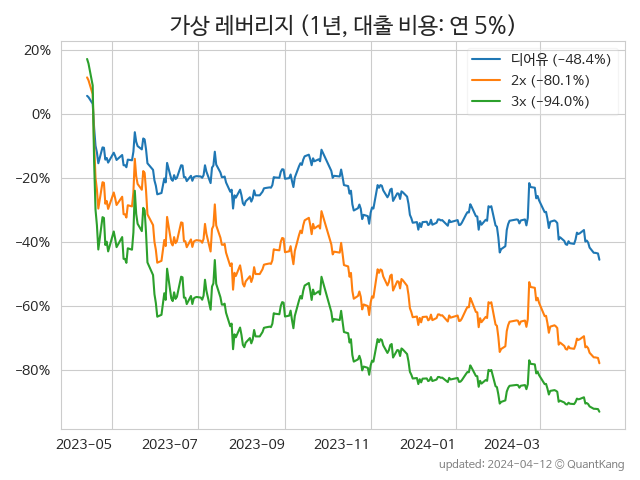 가상 레버리지 (1년, 대출 비용: 연 5%)
디어유 (−48.4%)
2x (−80.1%)
3x (−94.0%)
20%
0%
−20%
−40%
−60%
−80%
2023−05
2023−07
2023−09
2023−11
2024−01
2024−03
updated: 2024-04-12 ⓒ QuantKang